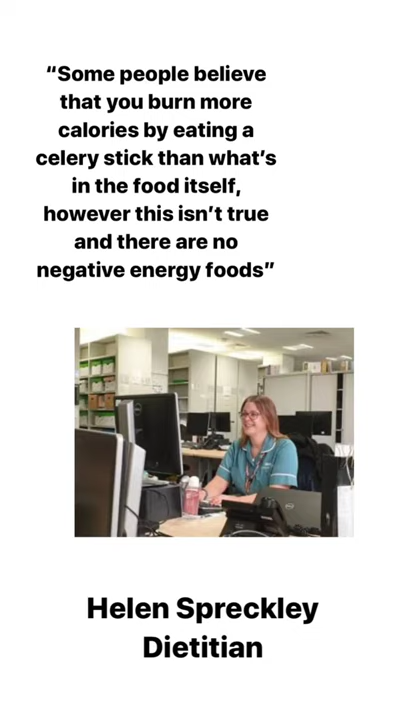 “Some people believe
that you burn more
calories by eating a
celery stick than what’s
in the food itself,
however this isn’t true
and there are no
negative energy foods”
DELL
Helen Spreckley
Dietitian